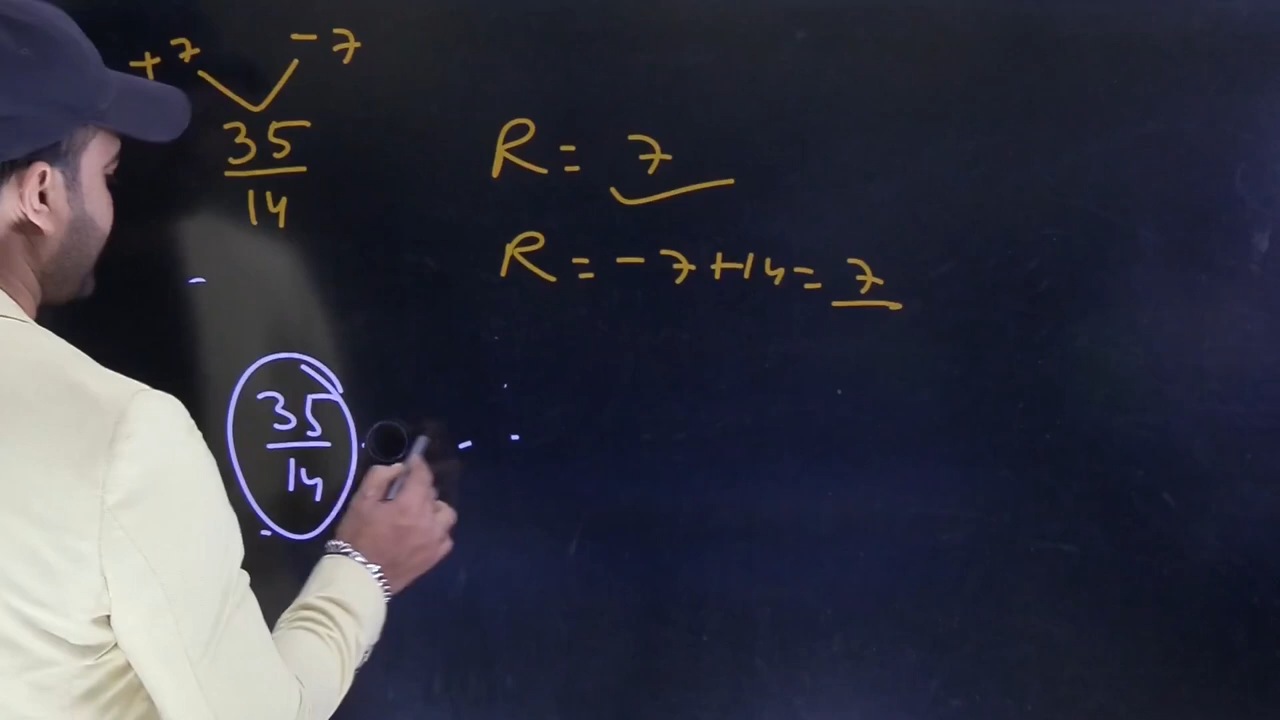 +7 -7
35
14
R = 7
R = -7+14 = 7
35
14